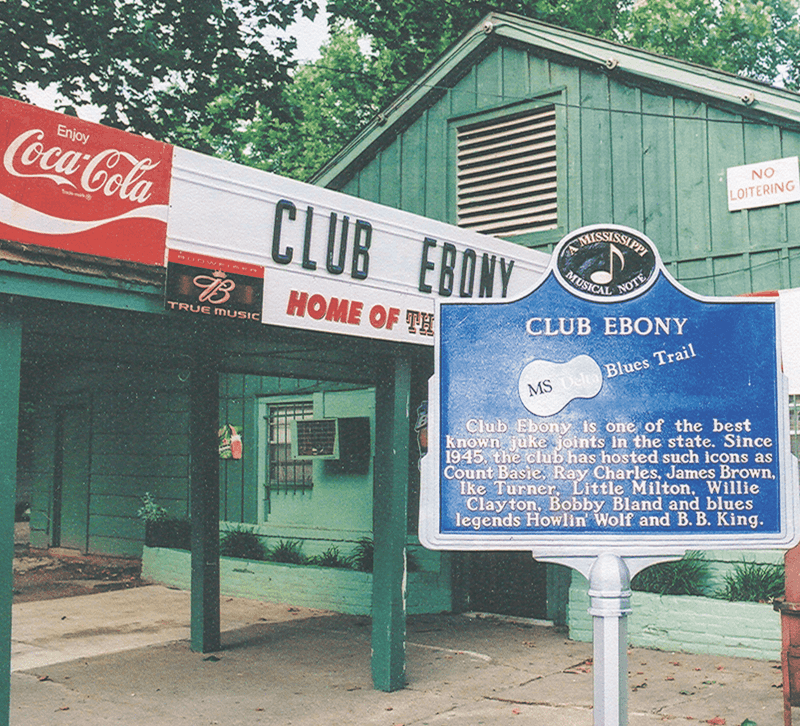 Enjoy
Coca-Cola
Trade-mark ®
BUDWEISER
B
TRUE MUSIC
CLUB EBONY
HOME OF TH
NO
LOITERING
A MISSISSIPPI
MUSICAL NOTE
CLUB EBONY
MS Delta Blues Trail
Club Ebony is one of the best
known juke joints in the state. Since
1945, the club has hosted such icons as
Count Basie, Ray Charles, James Brown,
Ike Turner, Little Milton, Willie
Clayton, Bobby Bland and blues
legends Howlin' Wolf and B.B. King.